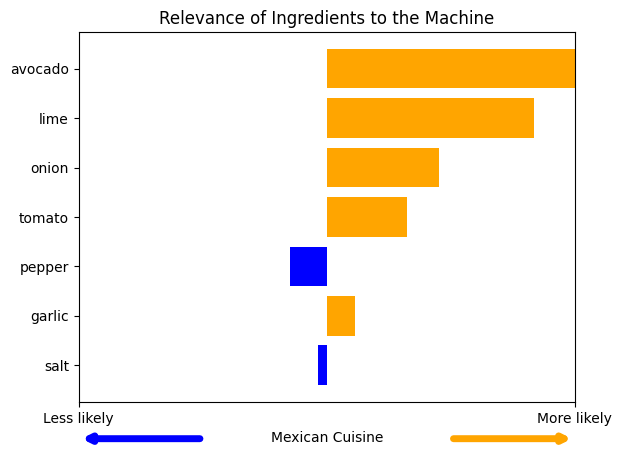 Relevance of Ingredients to the Machine
avocado
lime
onion
tomato
pepper
garlic
salt
Less likely
More likely
Mexican Cuisine